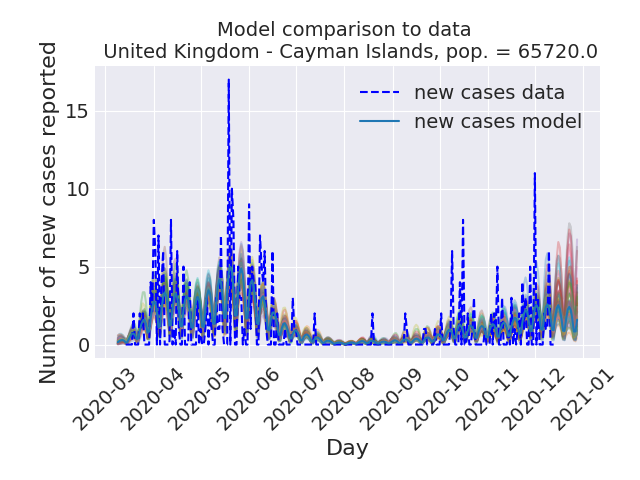 Model comparison to data
United Kingdom - Cayman Islands, pop. = 65720.0
Number of new cases reported
15
10
5
0
new cases data
new cases model
2020-03
2020-04
2020-05
2020-06
2020-07
2020-08
2020-09
2020-10
2020-11
2020-12
2021-01
Day